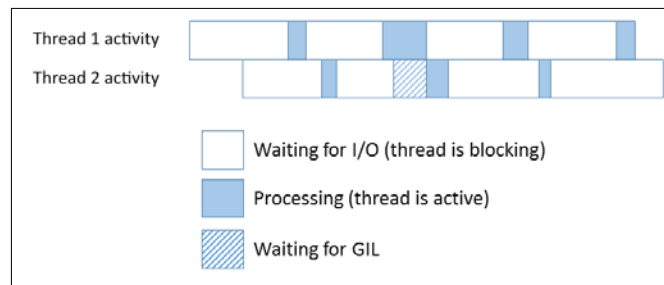 Thread 1 activity
Thread 2 activity
Waiting for I/O (thread is blocking)
Processing (thread is active)
Waiting for GIL